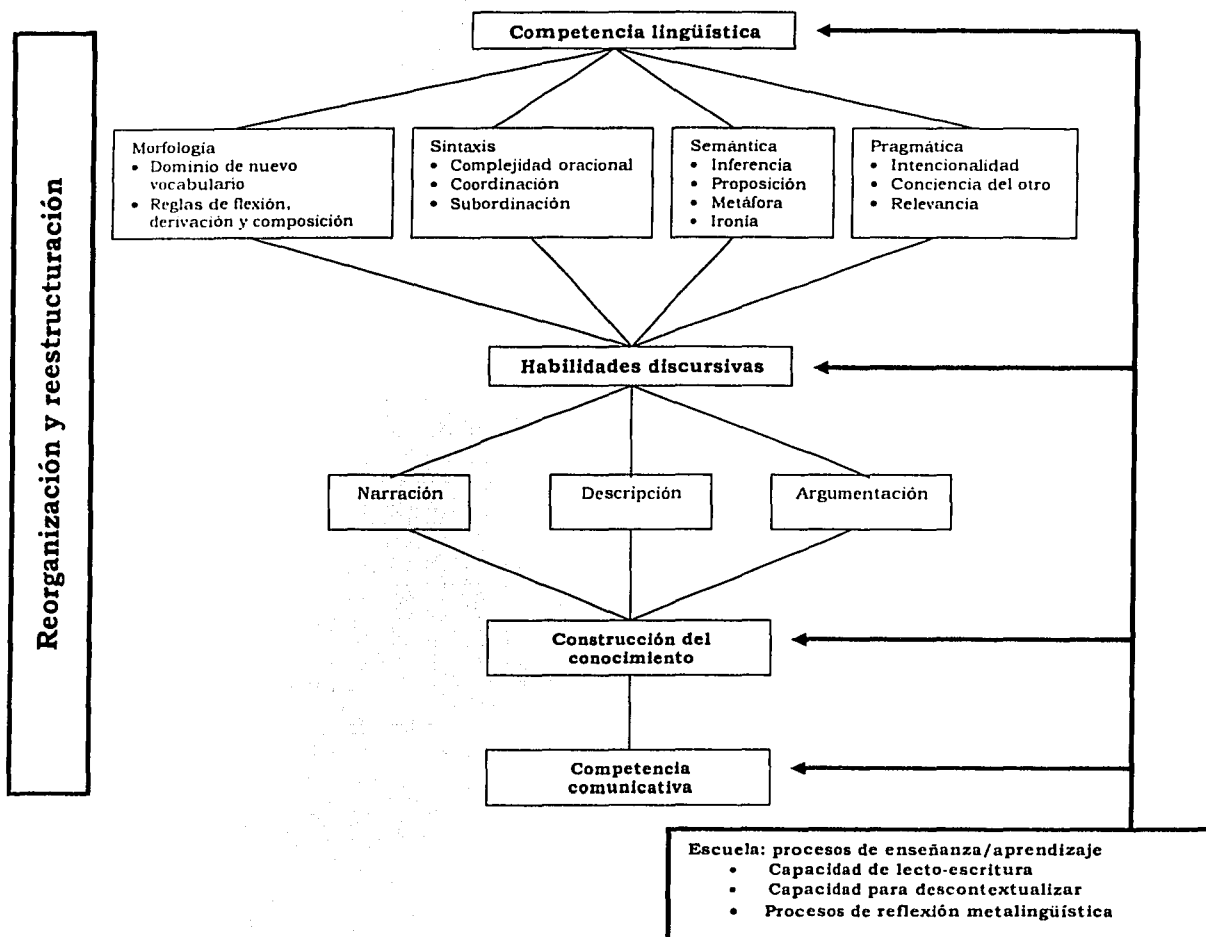 Reorganización y reestructuración
Competencia lingüística
Morfología
• Dominio de nuevo
vocabulario
• Reglas de flexión,
derivación y composición
Sintaxis
• Complejidad oracional
• Coordinación
• Subordinación
Semántica
• Inferencia
• Proposición
• Metáfora
• Ironía
Pragmática
• Intencionalidad
• Conciencia del otro
• Relevancia
Habilidades discursivas
Narración
Descripción
Argumentación
Construcción del
conocimiento
Competencia
comunicativa
Escuela: procesos de enseñanza/aprendizaje
• Capacidad de lecto-escritura
• Capacidad para descontextualizar
• Procesos de reflexión metalingüística